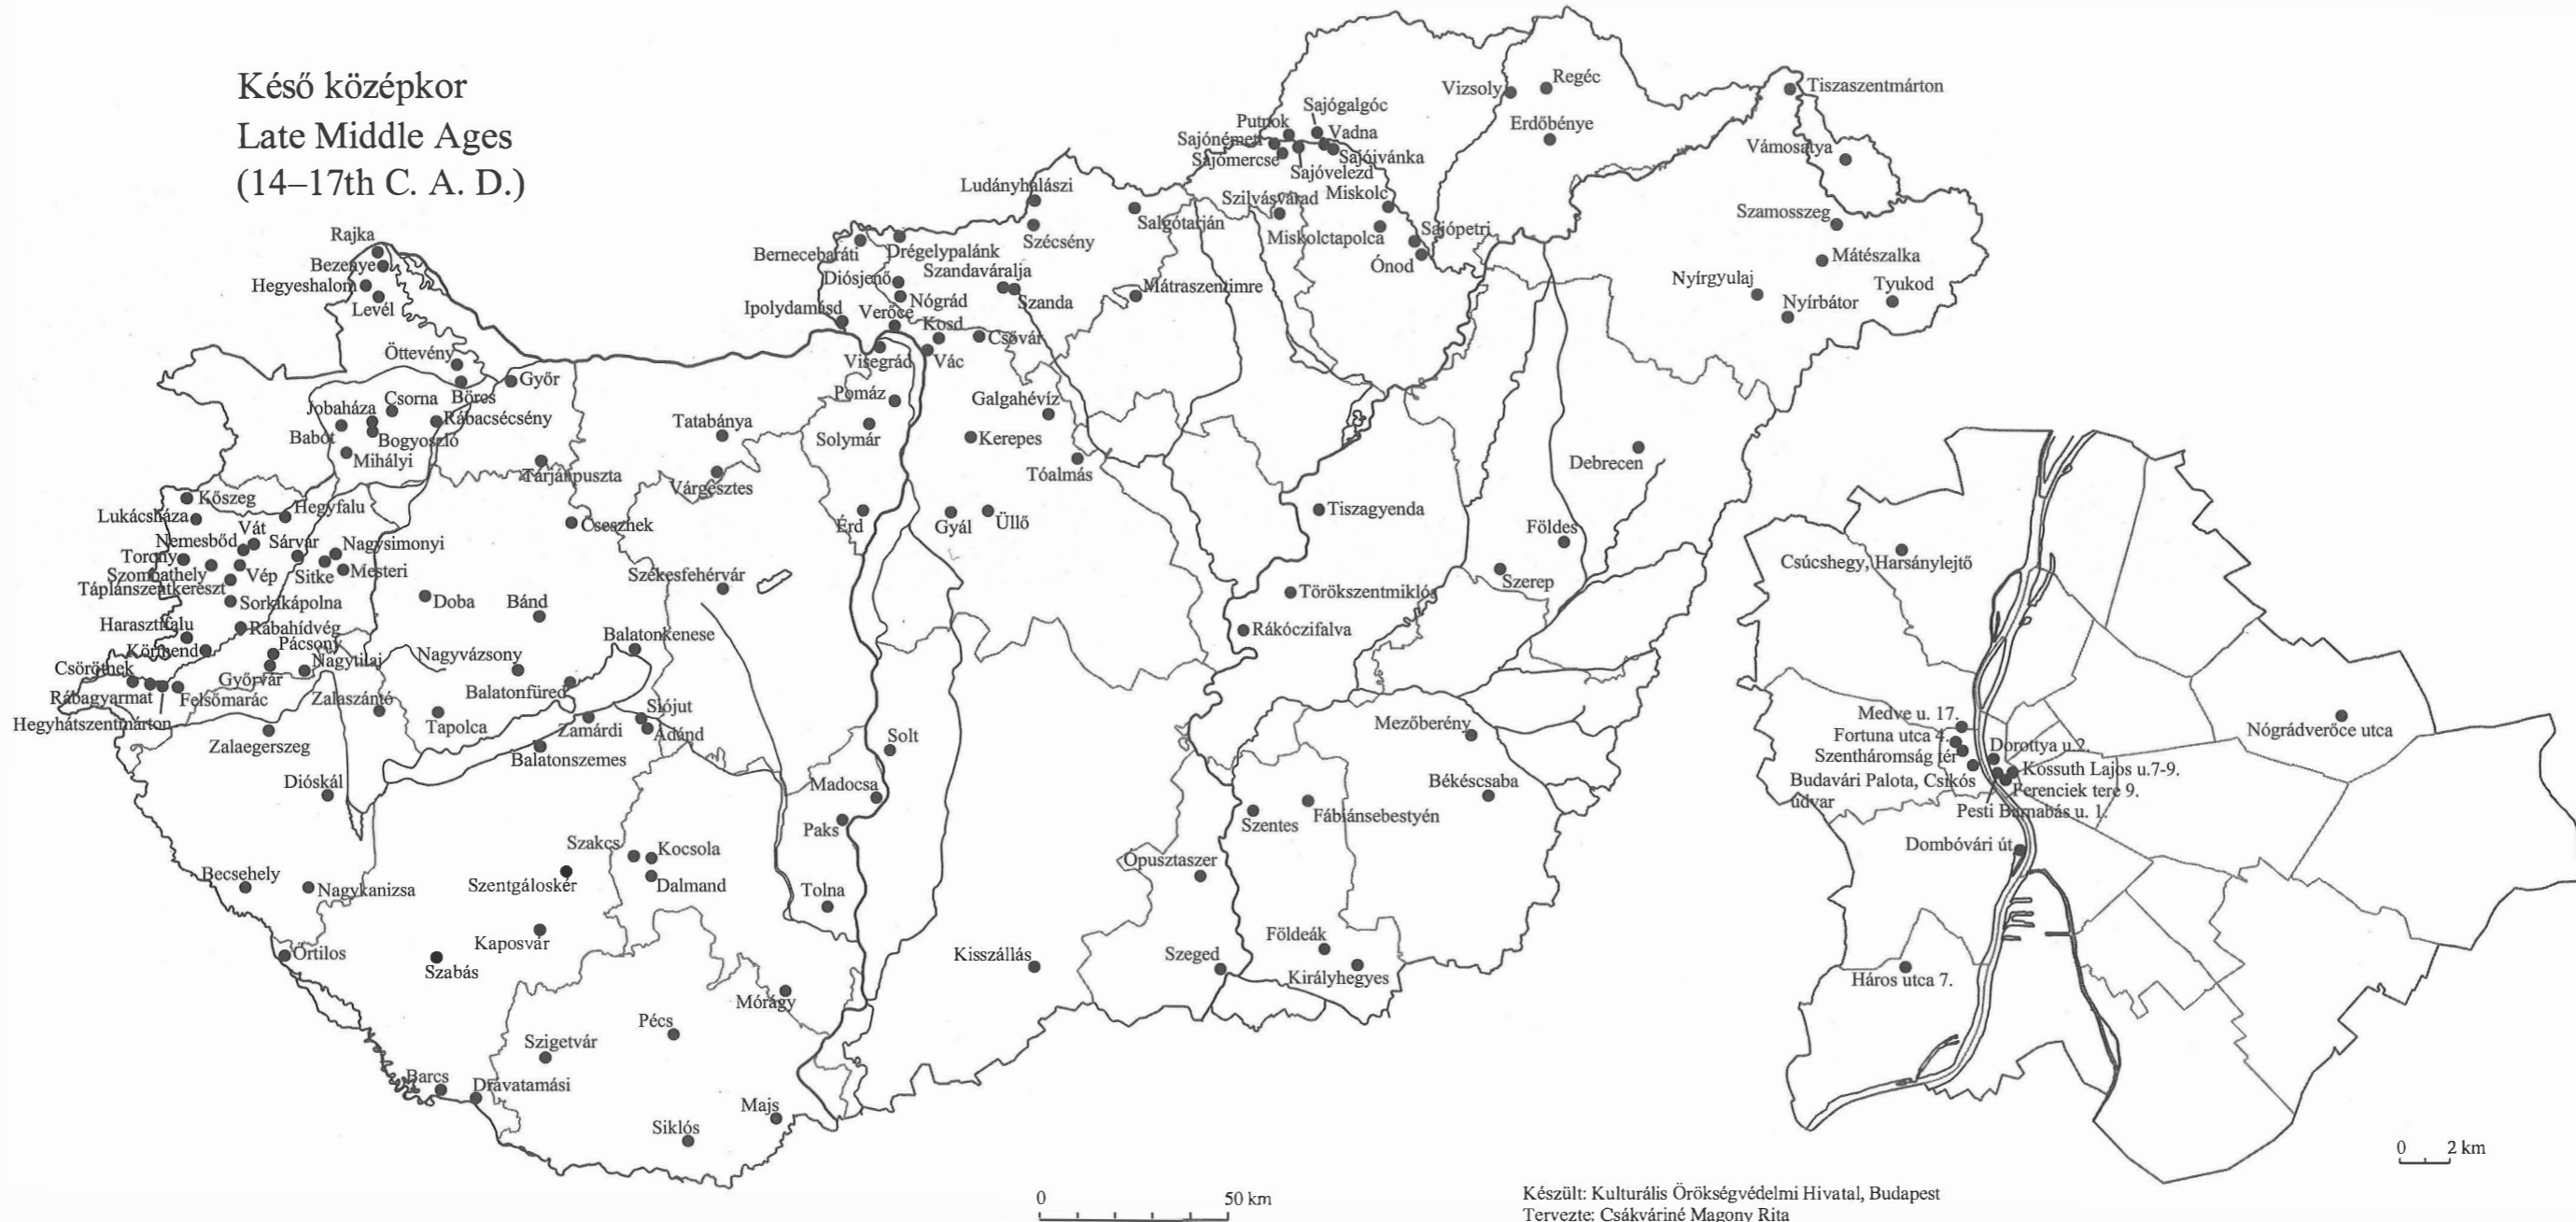 Késő középkor
Late Middle Ages
(14–17th C. A. D.)
Rajka
Bezenye
Hegyeshalom
Levél
Öttevény
Győr
Böres
Csorna
Jobaháza
Rábacsécsény
Babót
Bogyoszló
Mihályi
Tárjánpuszta
Kőszeg
Lukácsháza
Hegyfalu
Vát
Nemesbőd
Sárvár
Nagysimonyi
Torony
Szombathely
Vép
Sitke
Mesteri
Táplánszentkereszt
Sorkikápolna
Harasztifalu
Rábahídvég
Körmend
Pácsony
Csörötnek
Győrvár
Nagytilaj
Rábagyarmat
Felsőmarác
Hegyhátszentmárton
Zalaszántó
Zalaegerszeg
Dióskál
Becsehely
Nagykanizsa
Őrtilos
Doba
Bánd
Csesznek
Nagyvázsony
Balatonfüred
Balatonkenese
Tapolca
Zamárdi
Siójut
Ádánd
Balatonszemes
Székesfehérvár
Tatabánya
Várgesztes
Szakcs
Kocsola
Dalmand
Szentgáloskér
Kaposvár
Szabás
Barcs
Drávatamási
Szigetvár
Pécs
Mórágy
Majs
Siklós
Solt
Madocsa
Paks
Tolna
Bernecebaráti
Drégelypalánk
Diósjenő
Szandaváralja
Szanda
Nógrád
Ipolydamásd
Verőce
Kosd
Csővár
Visegrád
Vác
Pomáz
Solymár
Galgahévíz
Kerepes
Tóalmás
Érd
Gyál
Üllő
Ludányhalászi
Szécsény
Salgótarján
Mátraszentimre
Putnok
Sajógalgóc
Sajónémeti
Vadna
Sajómercse
Sajóivánka
Sajóvelezd
Szilvásvárad
Miskolc
Miskolctapolca
Sajópetri
Ónod
Vizsoly
Regéc
Erdőbénye
Tiszaszentmárton
Vámosatya
Szamosszeg
Mátészalka
Nyírgyulaj
Tyukod
Nyírbátor
Debrecen
Tiszagyenda
Földes
Szerep
Törökszentmiklós
Rákóczifalva
Mezőberény
Békéscsaba
Szentes
Fábiánsebestyén
Ópusztaszer
Kisszállás
Szeged
Földeák
Királyhegyes
Csúcshegy, Harsánylejtő
Medve u. 17.
Fortuna utca 4.
Szentháromság tér
Budavári Palota, Csikós
udvar
Dorottya u.2.
Kossuth Lajos u.7-9.
Ferenciek tere 9.
Pesti Barnabás u. 1.
Nógrádverőce utca
Dombóvári út
Háros utca 7.
0 2 km
0 50 km
Készült: Kulturális Örökségvédelmi Hivatal, Budapest
Tervezte: Csákváriné Magony Rita